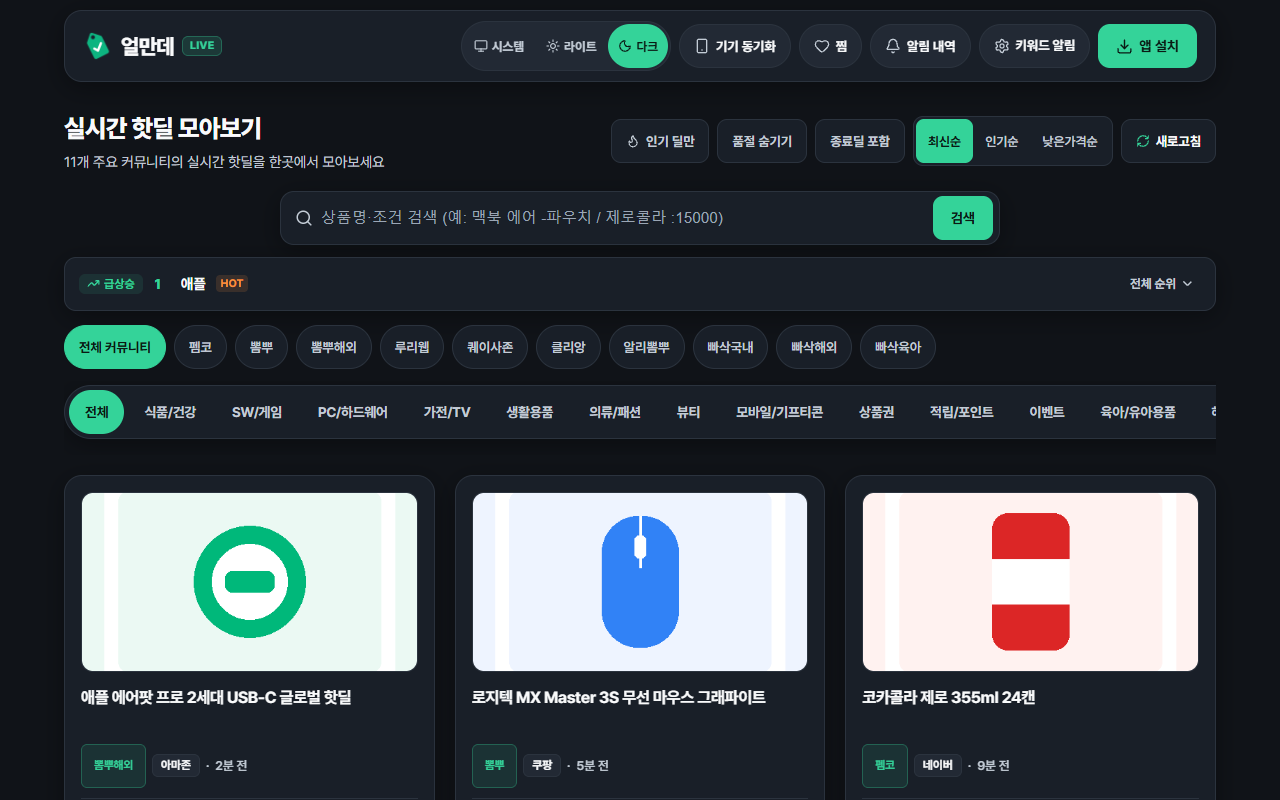 얼만데 LIVE 시스템 라이트 다크 기기 동기화 찜 알림 내역 키워드 알림 앱 설치
실시간 핫딜 모아보기
11개 주요 커뮤니티의 실시간 핫딜을 한곳에서 모아보세요
인기 딜만 품절 숨기기 종료딜 포함 최신순 인기순 낮은가격순 새로고침
상품명·조건 검색 (예: 맥북 에어 -파우치 / 제로콜라 :15000) 검색
급상승 1 애플 HOT 전체 순위
전체 커뮤니티 펨코 뽐뿌 뽐뿌해외 루리웹 퀘이사존 클리앙 알리뽐뿌 빠삭국내 빠삭해외 빠삭육아
전체 식품/건강 SW/게임 PC/하드웨어 가전/TV 생활용품 의류/패션 뷰티 모바일/기프티콘 상품권 적립/포인트 이벤트 육아/유아용품
애플 에어팟 프로 2세대 USB-C 글로벌 핫딜
뽐뿌해외 아마존 · 2분 전
로지텍 MX Master 3S 무선 마우스 그래파이트
뽐뿌 쿠팡 · 5분 전
코카콜라 제로 355ml 24캔
펨코 네이버 · 9분 전